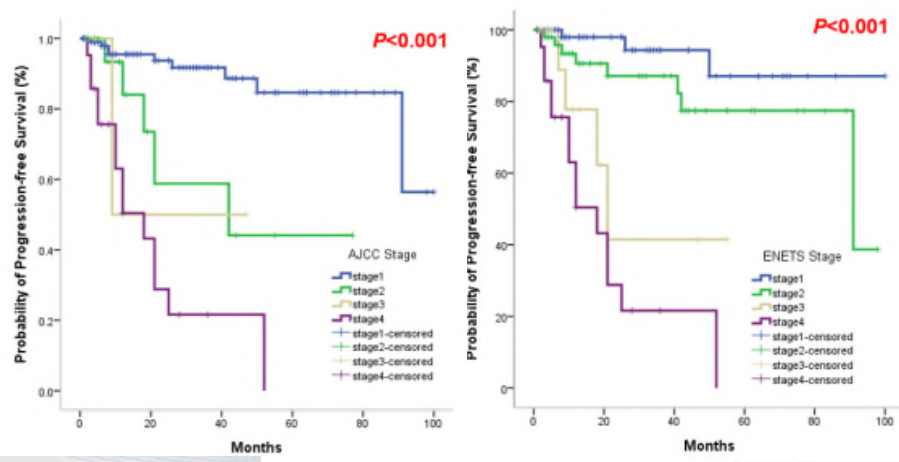 P<0.001
Probability of Progression-free Survival (%)
1.0
0.8
0.6
0.4
0.2
0.0
AJCC Stage
stage1
stage2
stage3
stage4
stage1-censored
stage2-censored
stage3-censored
stage4-censored
0 20 40 60 80 100
Months
P<0.001
Probability of Progression-free Survival (%)
100
80
60
40
20
0
ENETS Stage
stage1
stage2
stage3
stage4
stage1-censored
stage2-censored
stage3-censored
stage4-censored
0 20 40 60 80 100
Months